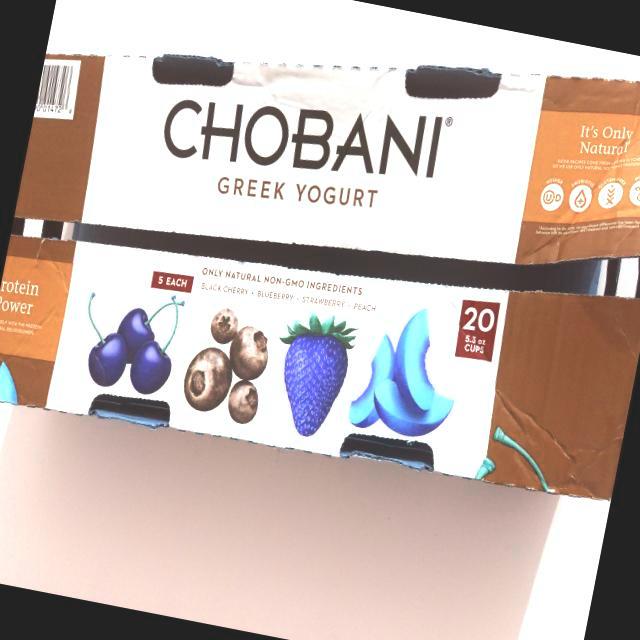 CHOBANI®
GREEK YOGURT
It's Only
Natural
protein
Power
5 EACH
ONLY NATURAL NON-GMO INGREDIENTS
BLACK CHERRY • BLUEBERRY • STRAWBERRY • PEACH
20
5.3 oz
CUPS